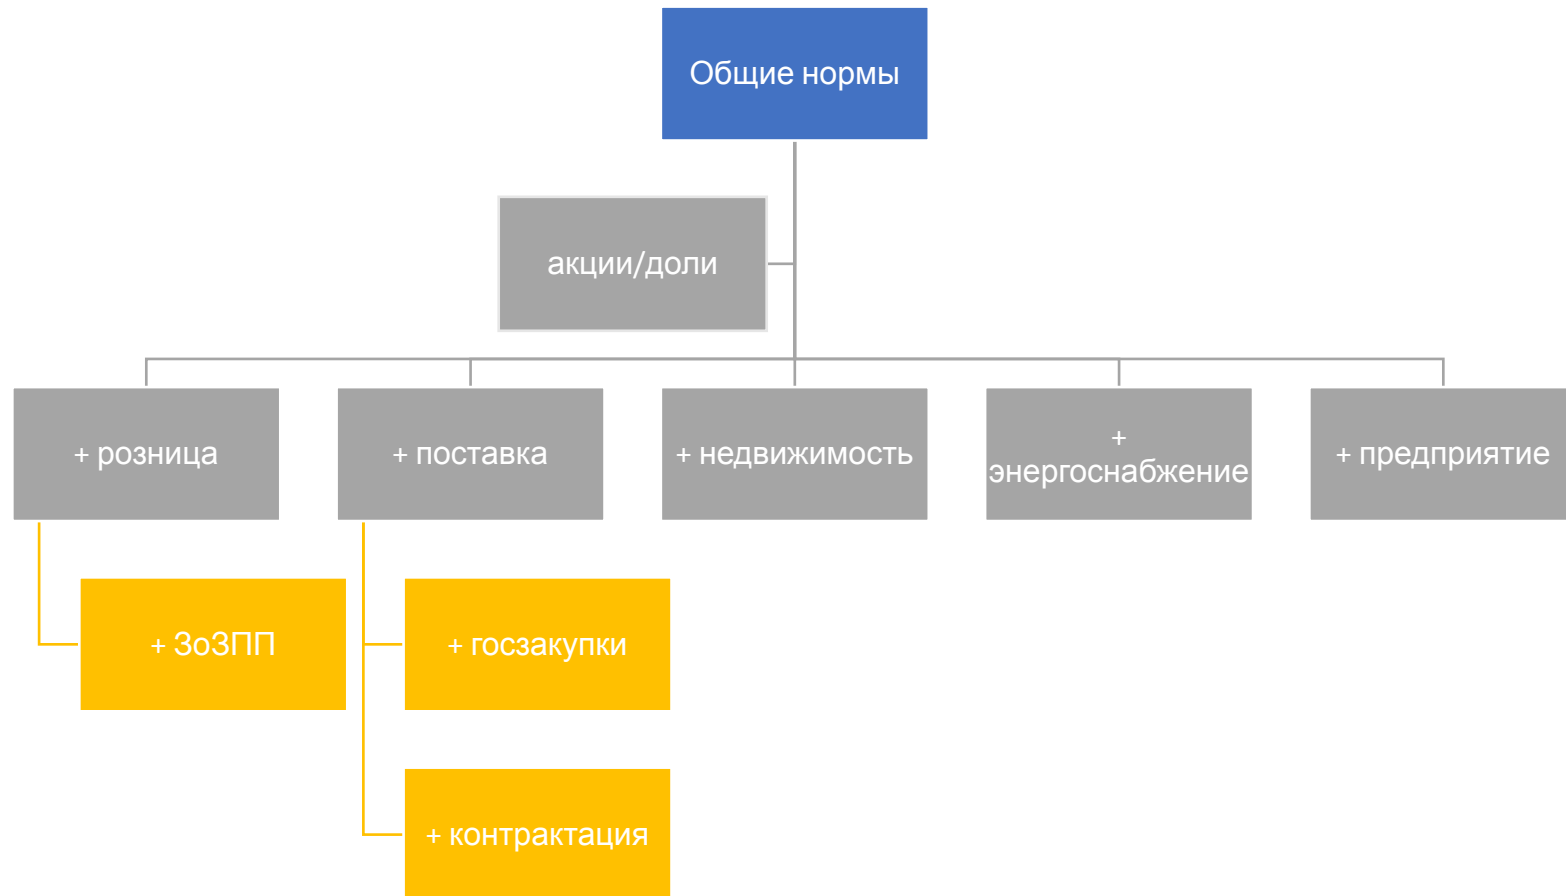 Общие нормы
акции/доли
+ розница
+ поставка
+ недвижимость
+
энергоснабжение
+ предприятие
+ ЗоЗПП
+ госзакупки
+ контрактация